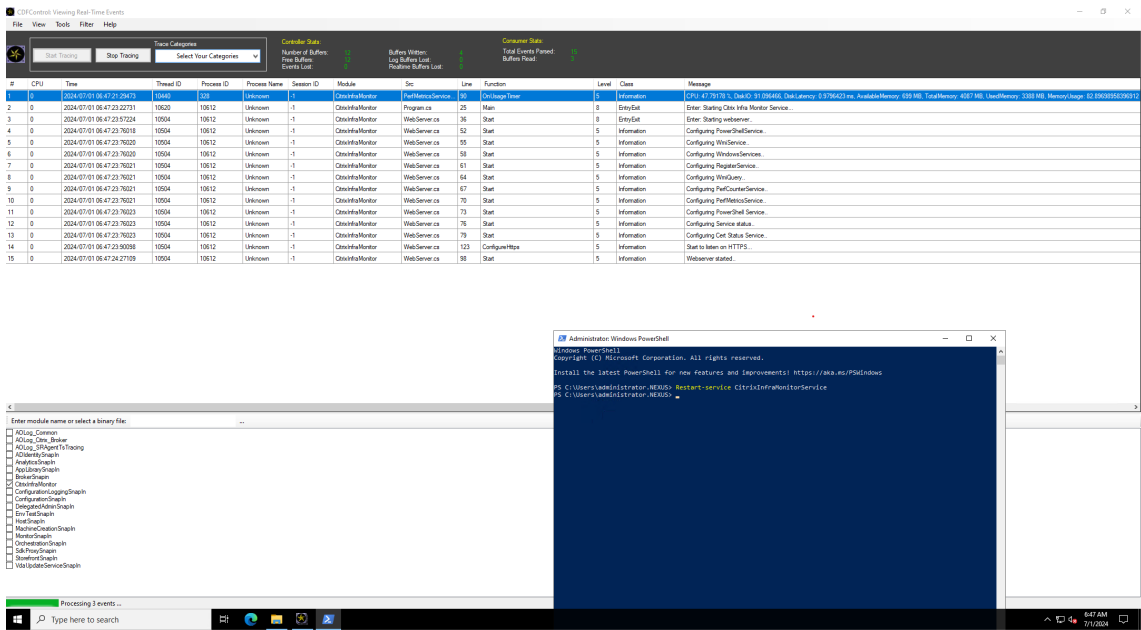 CDFControl: Viewing Real-Time Events
File View Tools Filter Help
Start Tracing Stop Tracing
Trace Categories
Select Your Categories
Controller Stats:
Number of Buffers: 12
Free Buffers: 12
Events Lost: 0
Buffers Written: 4
Log Buffers Lost: 0
Realtime Buffers Lost: 0
Consumer Stats:
Total Events Parsed: 15
Buffers Read: 3
# CPU Time Thread ID Process ID Process Name Session ID Module Src Line Function Level Class Message
1 0 2024/07/01 06:47:21:29473 10440 328 Unknown -1 CitrixInfraMonitor PerfMetricsService... 90 OnUsageTimer 5 Information CPU: 47.79178 %, DiskIO: 91.096466, DiskLatency: 0.9796423 ms, AvailableMemory: 699 MB, TotalMemory: 4087 MB, UsedMemory: 3388 MB, MemoryUsage: 82.89698958396912
2 0 2024/07/01 06:47:23:22731 10620 10612 Unknown -1 CitrixInfraMonitor Program.cs 25 Main 8 EntryExit Enter: Starting Citrix Infra Monitor Service...
3 0 2024/07/01 06:47:23:57224 10504 10612 Unknown -1 CitrixInfraMonitor WebServer.cs 36 Start 8 EntryExit Enter: Starting webserver..
4 0 2024/07/01 06:47:23:76018 10504 10612 Unknown -1 CitrixInfraMonitor WebServer.cs 52 Start 5 Information Configuring PowerShellService..
5 0 2024/07/01 06:47:23:76020 10504 10612 Unknown -1 CitrixInfraMonitor WebServer.cs 55 Start 5 Information Configuring WmiService..
6 0 2024/07/01 06:47:23:76020 10504 10612 Unknown -1 CitrixInfraMonitor WebServer.cs 58 Start 5 Information Configuring WindowsServices..
7 0 2024/07/01 06:47:23:76021 10504 10612 Unknown -1 CitrixInfraMonitor WebServer.cs 61 Start 5 Information Configuring RegisterService..
8 0 2024/07/01 06:47:23:76021 10504 10612 Unknown -1 CitrixInfraMonitor WebServer.cs 64 Start 5 Information Configuring WmiQuery..
9 0 2024/07/01 06:47:23:76021 10504 10612 Unknown -1 CitrixInfraMonitor WebServer.cs 67 Start 5 Information Configuring PerfCounterService..
10 0 2024/07/01 06:47:23:76021 10504 10612 Unknown -1 CitrixInfraMonitor WebServer.cs 70 Start 5 Information Configuring PerfMetricsService..
11 0 2024/07/01 06:47:23:76023 10504 10612 Unknown -1 CitrixInfraMonitor WebServer.cs 73 Start 5 Information Configuring PowerShell Service..
12 0 2024/07/01 06:47:23:76023 10504 10612 Unknown -1 CitrixInfraMonitor WebServer.cs 76 Start 5 Information Configuring Service status..
13 0 2024/07/01 06:47:23:76023 10504 10612 Unknown -1 CitrixInfraMonitor WebServer.cs 79 Start 5 Information Configuring Cert Status Service..
14 0 2024/07/01 06:47:23:90098 10504 10612 Unknown -1 CitrixInfraMonitor WebServer.cs 123 ConfigureHttps 5 Information Start to listen on HTTPS...
15 0 2024/07/01 06:47:24:27109 10504 10612 Unknown -1 CitrixInfraMonitor WebServer.cs 98 Start 5 Information Webserver started..
Administrator: Windows PowerShell
Windows PowerShell
Copyright (C) Microsoft Corporation. All rights reserved.
Install the latest PowerShell for new features and improvements! https://aka.ms/PSWindows
PS C:\Users\administrator.NEXUS> Restart-service CitrixInfraMonitorService
PS C:\Users\administrator.NEXUS>
Enter module name or select a binary file: ...
AOLog_Common
AOLog_Citrix_Broker
AOLog_SRAgentTsTracing
ADIdentitySnapIn
AnalyticsSnapIn
AppLibrarySnapIn
BrokerSnapin
CitrixInfraMonitor
ConfigurationLoggingSnapIn
ConfigurationSnapIn
DelegatedAdminSnapIn
EnvTestSnapIn
HostSnapin
MachineCreationSnapIn
MonitorSnapIn
OrchestrationSnapIn
SdkProxySnapin
StorefrontSnapIn
VdaUpdateServiceSnapIn
Processing 3 events ...
Type here to search
6:47 AM
7/1/2024